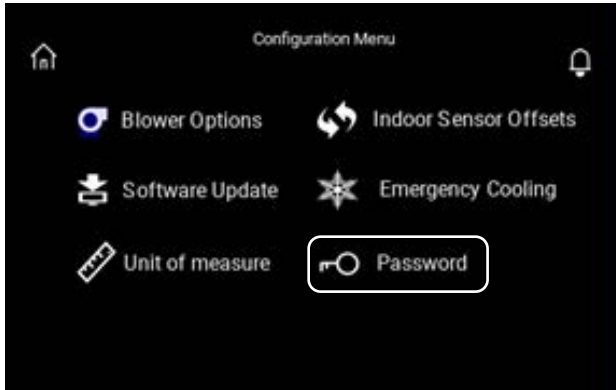 Configuration Menu
Blower Options
Indoor Sensor Offsets
Software Update
Emergency Cooling
Unit of measure
Password